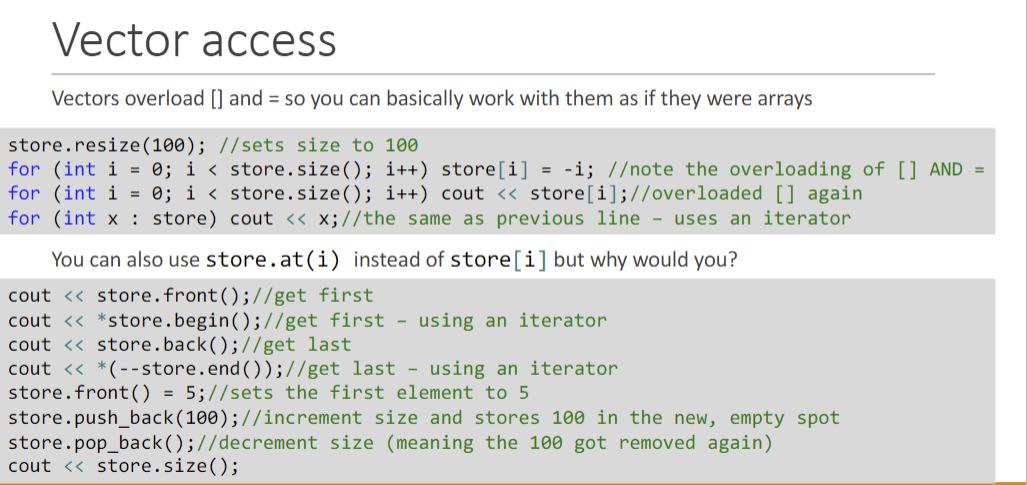 Vector access
Vectors overload [] and = so you can basically work with them as if they were arrays
store.resize(100); //sets size to 100
for (int i = 0; i < store.size(); i++) store[i] = -i; //note the overloading of [] AND =
for (int i = 0; i < store.size(); i++) cout << store[i];//overloaded [] again
for (int x : store) cout << x;//the same as previous line – uses an iterator
You can also use store.at(i) instead of store[i] but why would you?
cout << store.front();//get first
cout << *store.begin();//get first – using an iterator
cout << store.back();//get last
cout << *(--store.end());//get last – using an iterator
store.front() = 5;//sets the first element to 5
store.push_back(100);//increment size and stores 100 in the new, empty spot
store.pop_back();//decrement size (meaning the 100 got removed again)
cout << store.size();